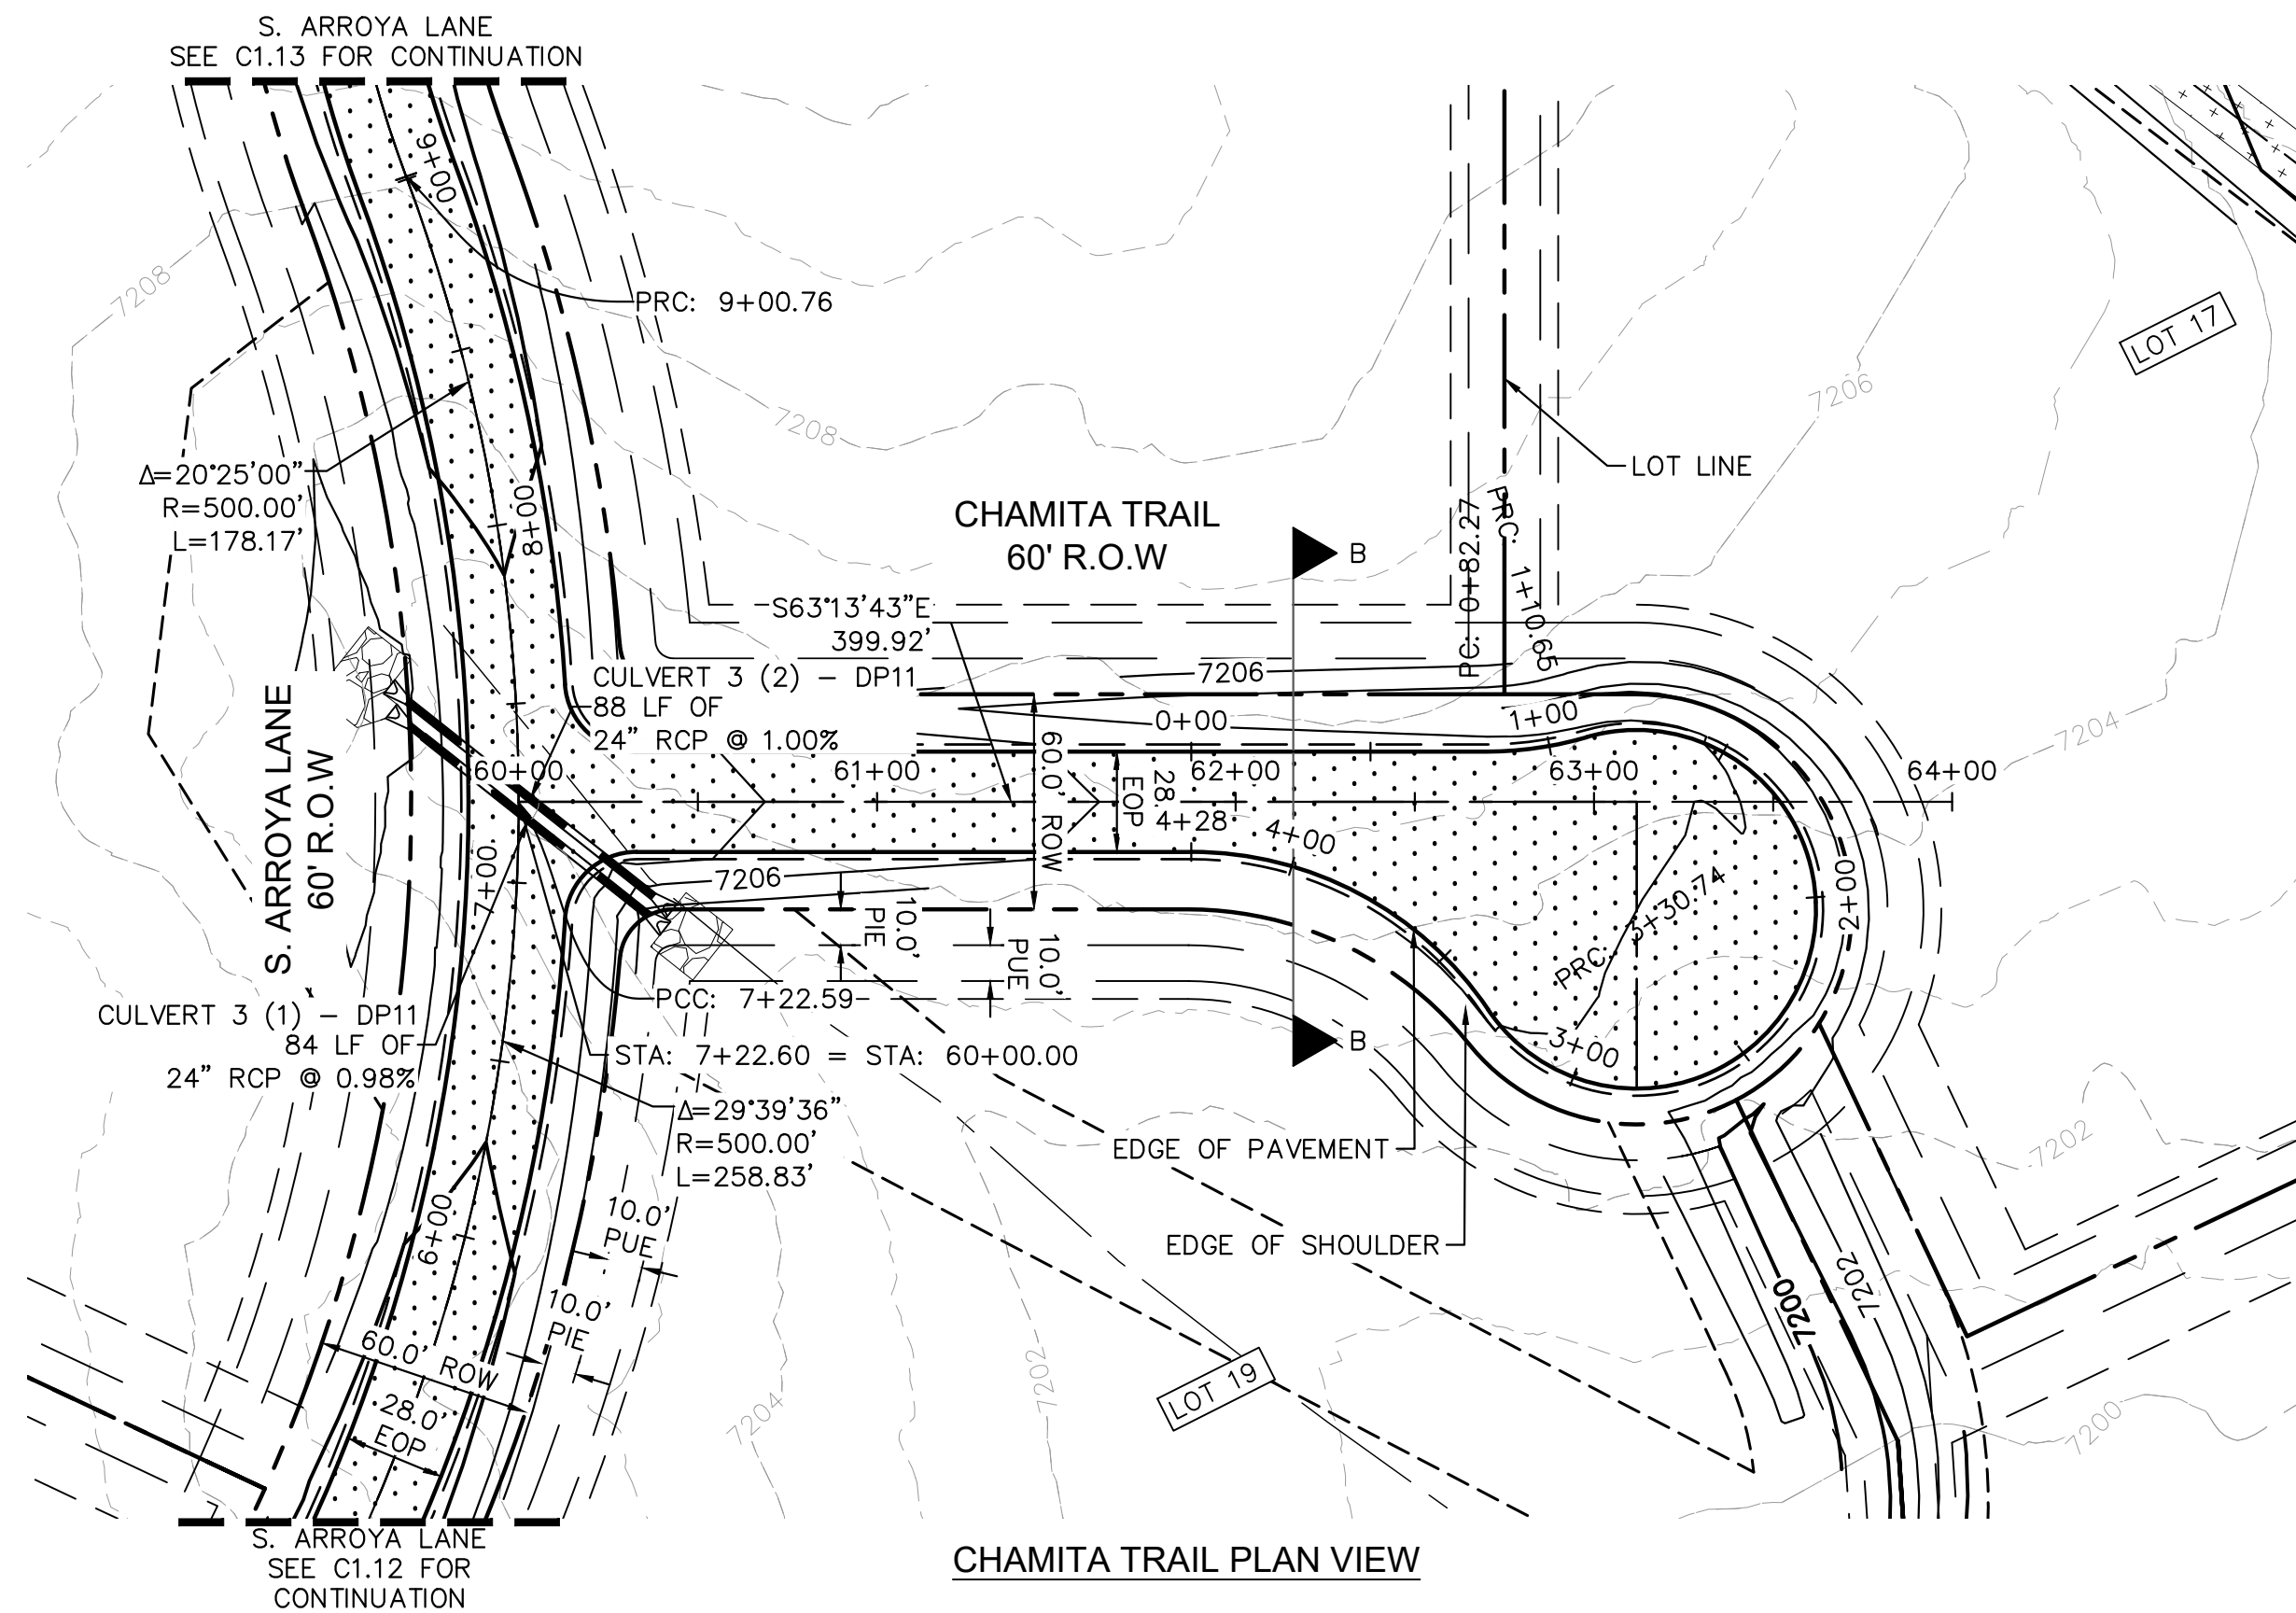 S. ARROYA LANE
SEE C1.13 FOR CONTINUATION
9+00
PRC: 9+00.76
7208
LOT 17
7206
7208
LOT LINE
Δ=20°25'00"
R=500.00'
L=178.17'
8+00
CHAMITA TRAIL
60' R.O.W
B
PC: 0+82.27
PRC: 1+10.65
S63°13'43"E
399.92'
CULVERT 3 (2) - DP11
88 LF OF
24" RCP @ 1.00%
7206
0+00
1+00
7204
60+00
61+00
62+00
63+00
64+00
60.0' ROW
28.
EOP
4+28
4+00
S. ARROYA LANE
60' R.O.W
7+00
7206
10.0'
PIE
10.0'
PUE
PRC: 3+30.74
2+00
3+00
PCC: 7+22.59
CULVERT 3 (1) - DP11
84 LF OF
24" RCP @ 0.98%
STA: 7+22.60 = STA: 60+00.00
B
Δ=29°39'36"
R=500.00'
L=258.83'
EDGE OF PAVEMENT
7202
6+00
10.0'
PUE
EDGE OF SHOULDER
10.0'
PIE
7200
7202
60.0' ROW
28.0'
EOP
7204
7202
LOT 19
7200
S. ARROYA LANE
SEE C1.12 FOR
CONTINUATION
CHAMITA TRAIL PLAN VIEW